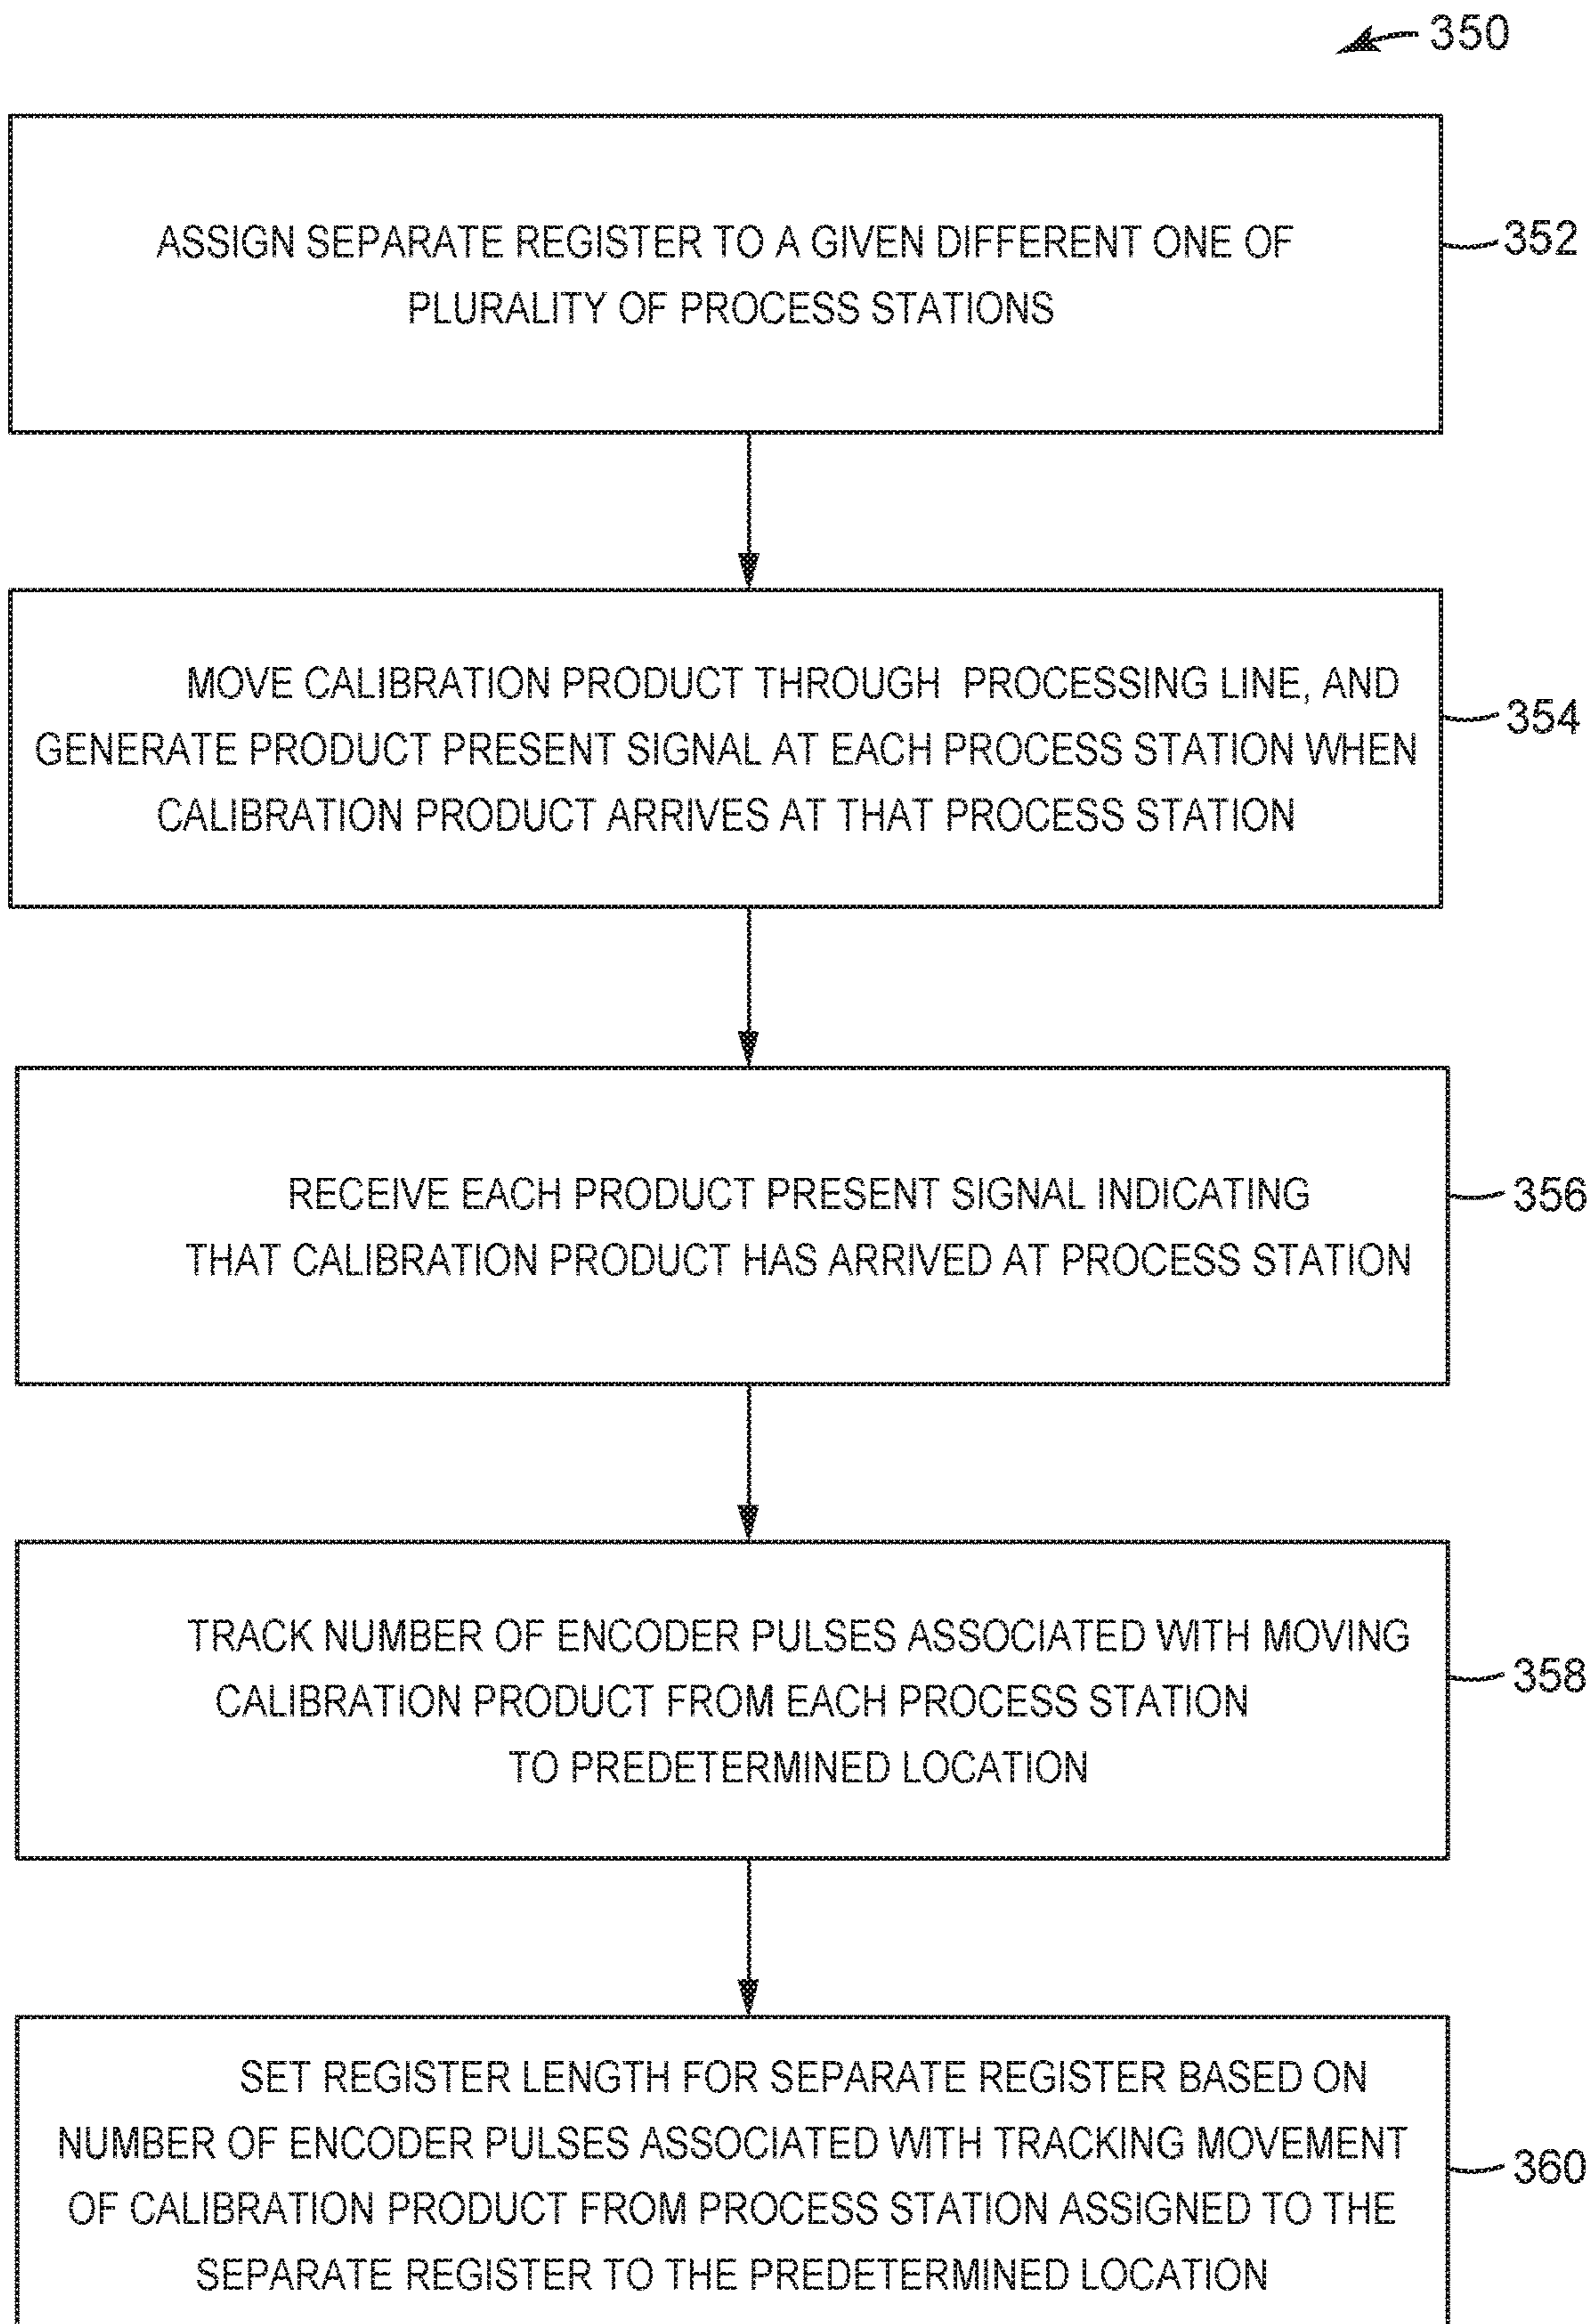 350
ASSIGN SEPARATE REGISTER TO A GIVEN DIFFERENT ONE OF
PLURALITY OF PROCESS STATIONS
352
MOVE CALIBRATION PRODUCT THROUGH PROCESSING LINE, AND
GENERATE PRODUCT PRESENT SIGNAL AT EACH PROCESS STATION WHEN
CALIBRATION PRODUCT ARRIVES AT THAT PROCESS STATION
354
RECEIVE EACH PRODUCT PRESENT SIGNAL INDICATING
THAT CALIBRATION PRODUCT HAS ARRIVED AT PROCESS STATION
356
TRACK NUMBER OF ENCODER PULSES ASSOCIATED WITH MOVING
CALIBRATION PRODUCT FROM EACH PROCESS STATION
TO PREDETERMINED LOCATION
358
SET REGISTER LENGTH FOR SEPARATE REGISTER BASED ON
NUMBER OF ENCODER PULSES ASSOCIATED WITH TRACKING MOVEMENT
OF CALIBRATION PRODUCT FROM PROCESS STATION ASSIGNED TO THE
SEPARATE REGISTER TO THE PREDETERMINED LOCATION
360